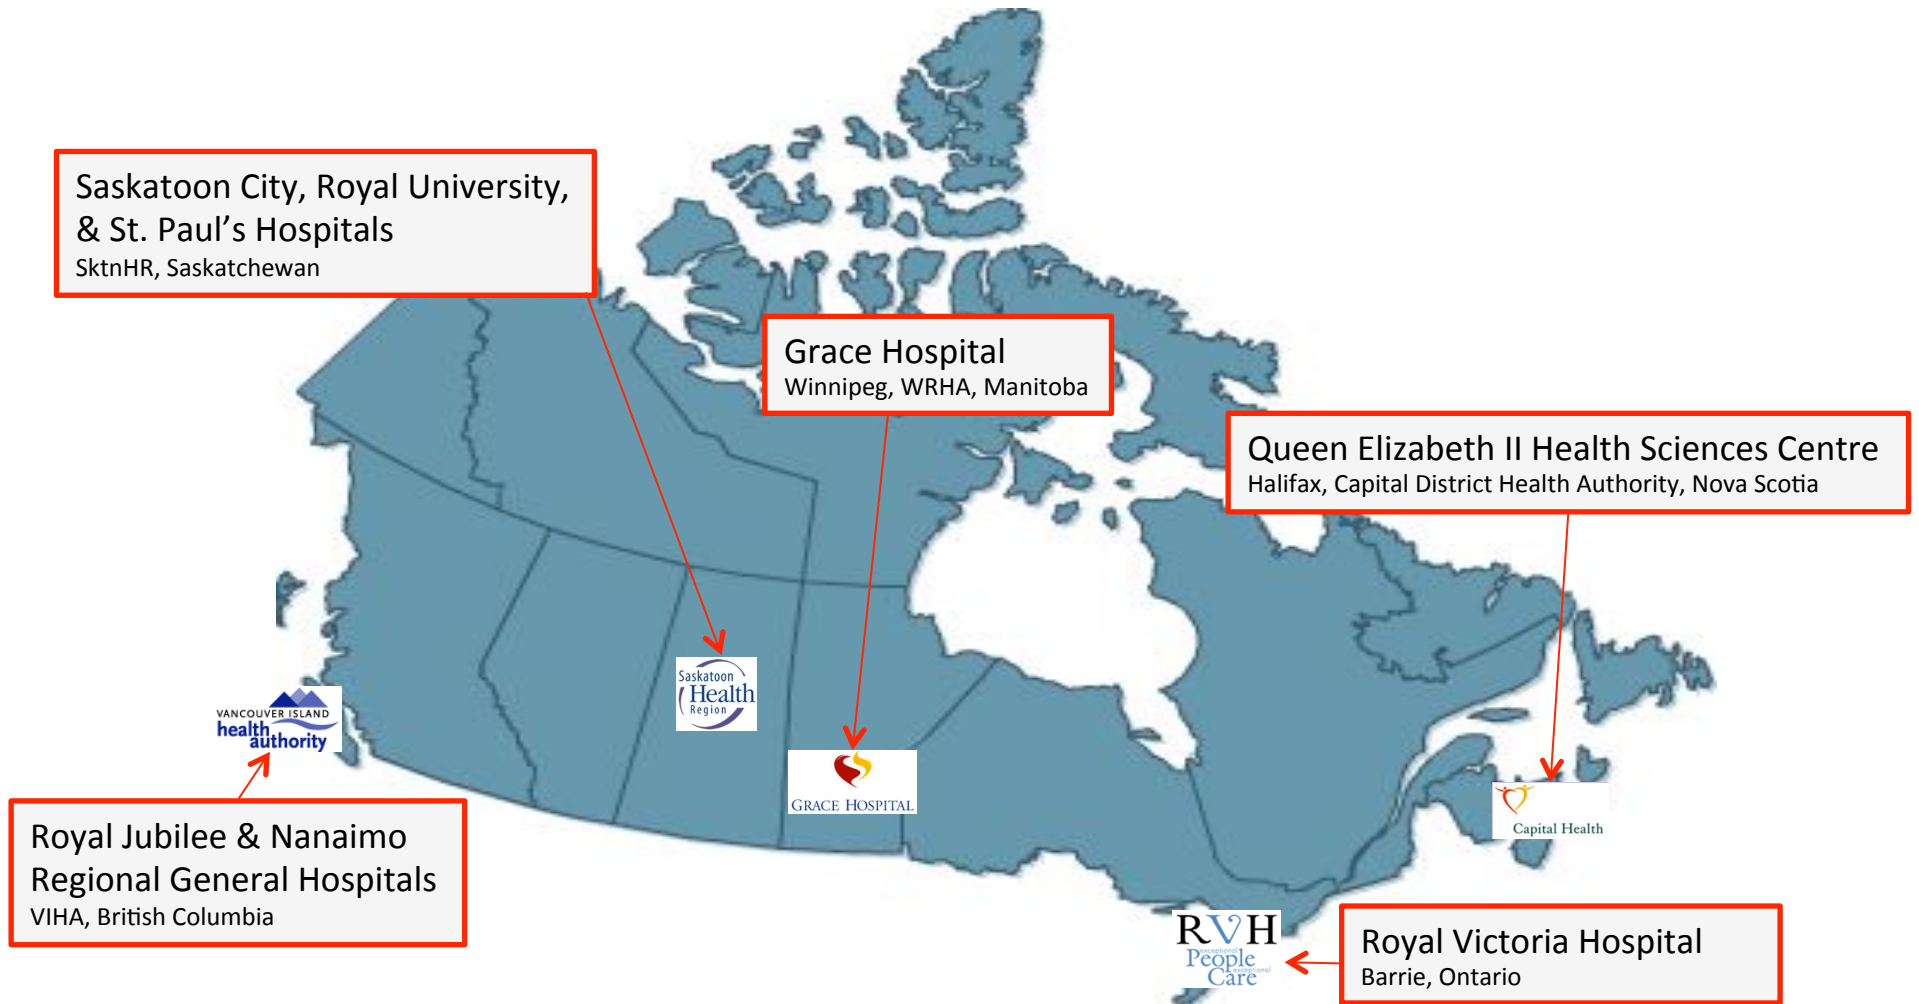 Saskatoon City, Royal University,
& St. Paul’s Hospitals
SktnHR, Saskatchewan
Grace Hospital
Winnipeg, WRHA, Manitoba
Queen Elizabeth II Health Sciences Centre
Halifax, Capital District Health Authority, Nova Scotia
Saskatoon
Health
Region
VANCOUVER ISLAND
health
authority
GRACE HOSPITAL
Capital Health
Royal Jubilee & Nanaimo
Regional General Hospitals
VIHA, British Columbia
RVH
exceptional
People
exceptional
Care
Royal Victoria Hospital
Barrie, Ontario